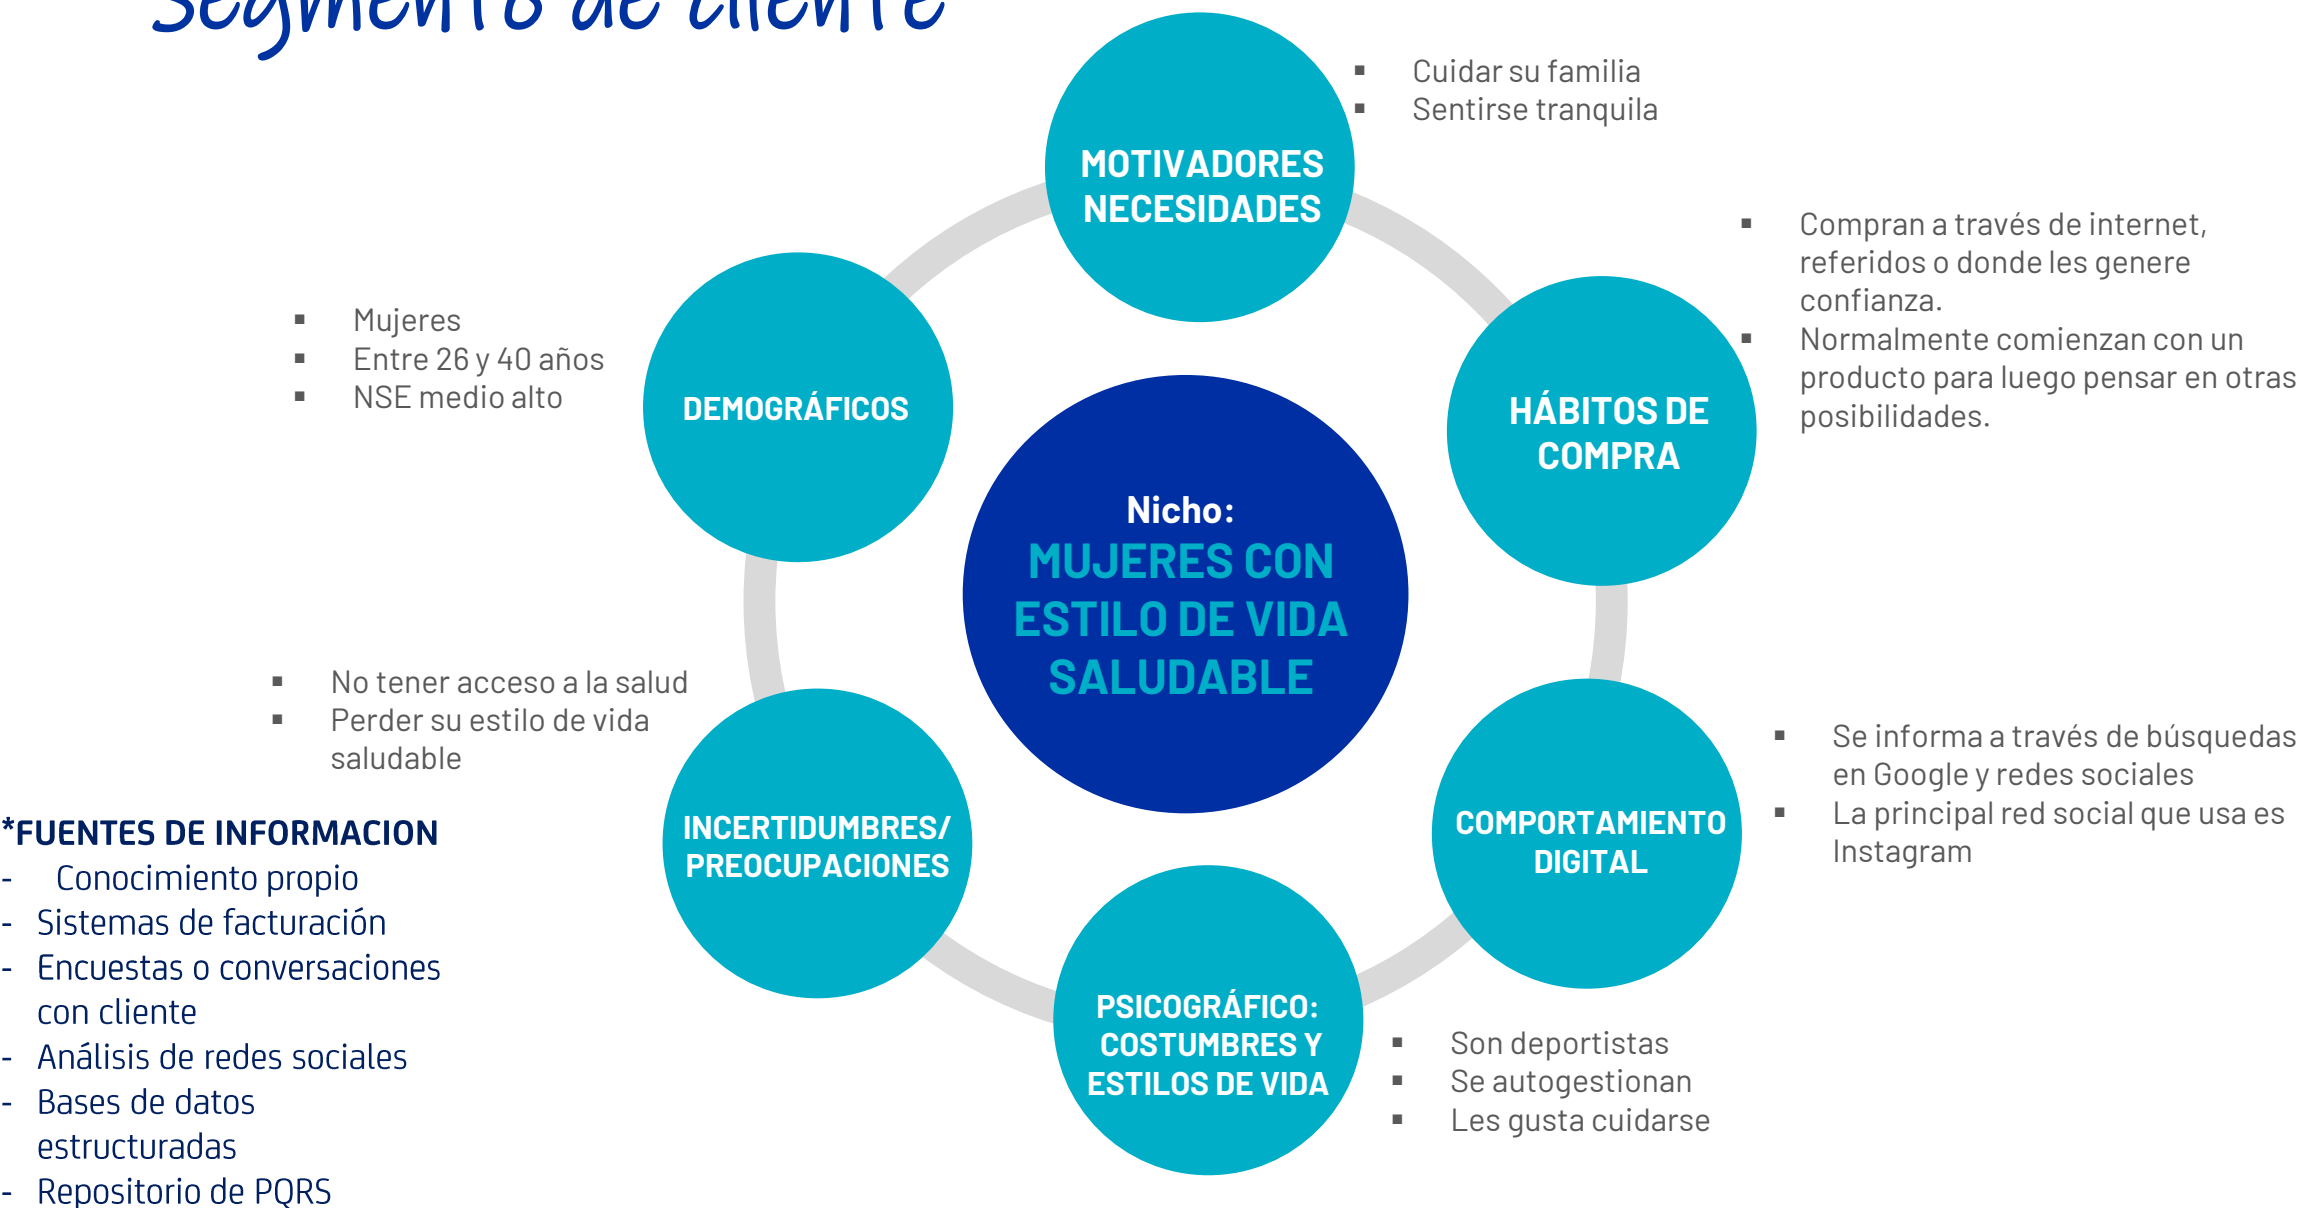 Segmento de cliente
MOTIVADORES
NECESIDADES
▪ Cuidar su familia
▪ Sentirse tranquila
HÁBITOS DE
COMPRA
▪ Compran a través de internet,
referidos o donde les genere
confianza.
▪ Normalmente comienzan con un
producto para luego pensar en otras
posibilidades.
DEMOGRÁFICOS
▪ Mujeres
▪ Entre 26 y 40 años
▪ NSE medio alto
Nicho:
MUJERES CON
ESTILO DE VIDA
SALUDABLE
COMPORTAMIENTO
DIGITAL
▪ Se informa a través de búsquedas
en Google y redes sociales
▪ La principal red social que usa es
Instagram
INCERTIDUMBRES/
PREOCUPACIONES
▪ No tener acceso a la salud
▪ Perder su estilo de vida
saludable
PSICOGRÁFICO:
COSTUMBRES Y
ESTILOS DE VIDA
▪ Son deportistas
▪ Se autogestionan
▪ Les gusta cuidarse
*FUENTES DE INFORMACION
- Conocimiento propio
- Sistemas de facturación
- Encuestas o conversaciones
con cliente
- Análisis de redes sociales
- Bases de datos
estructuradas
- Repositorio de PQRS